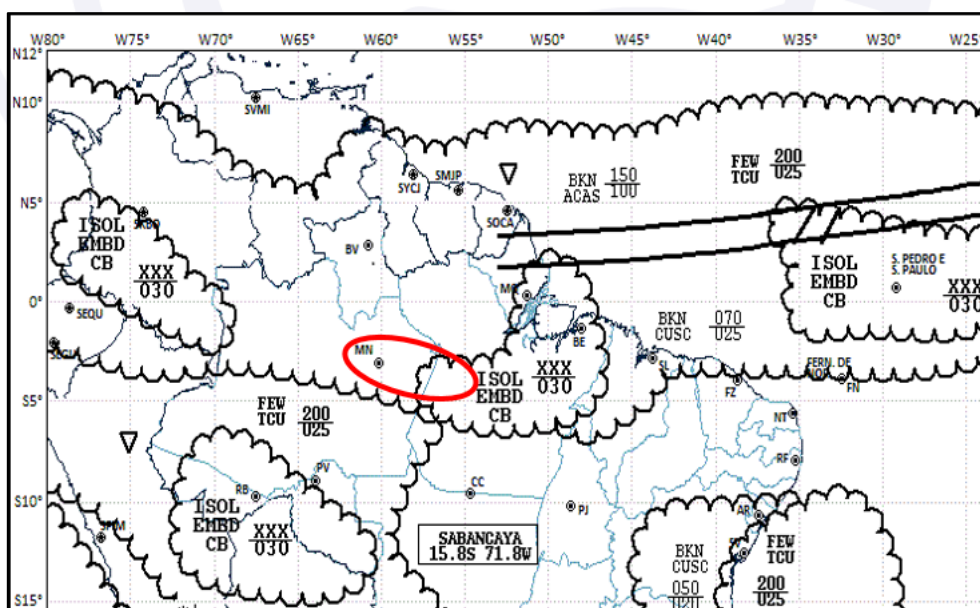 W80° W75° W70° W65° W60° W55° W50° W45° W40° W35° W30° W25°
N12°
N10°
SVMI
SYCJ
SMJP
BKN 150
ACAS 100
FEW 200
TCU 025
N5°
ISOL
EMBD
CB
XXX
030
BV
SOCA
ISOL
EMBD
CB
S. PEDRO E
S. PAULO
XXX
030
0°
SEQU
BKN 070
CUSC 025
BE
MN
SL
FERN. DE
FN
FZ
ISOL
EMBD
CB
XXX
030
S5°
FEW 200
TCU 025
NT
RF
PV
RB
ISOL
EMBD
CB
XXX
030
CC
PJ
S10°
AR
SABANCAYA
15.8S 71.8W
BKN
CUSC
050
FEW
TCU
200
025
S15°